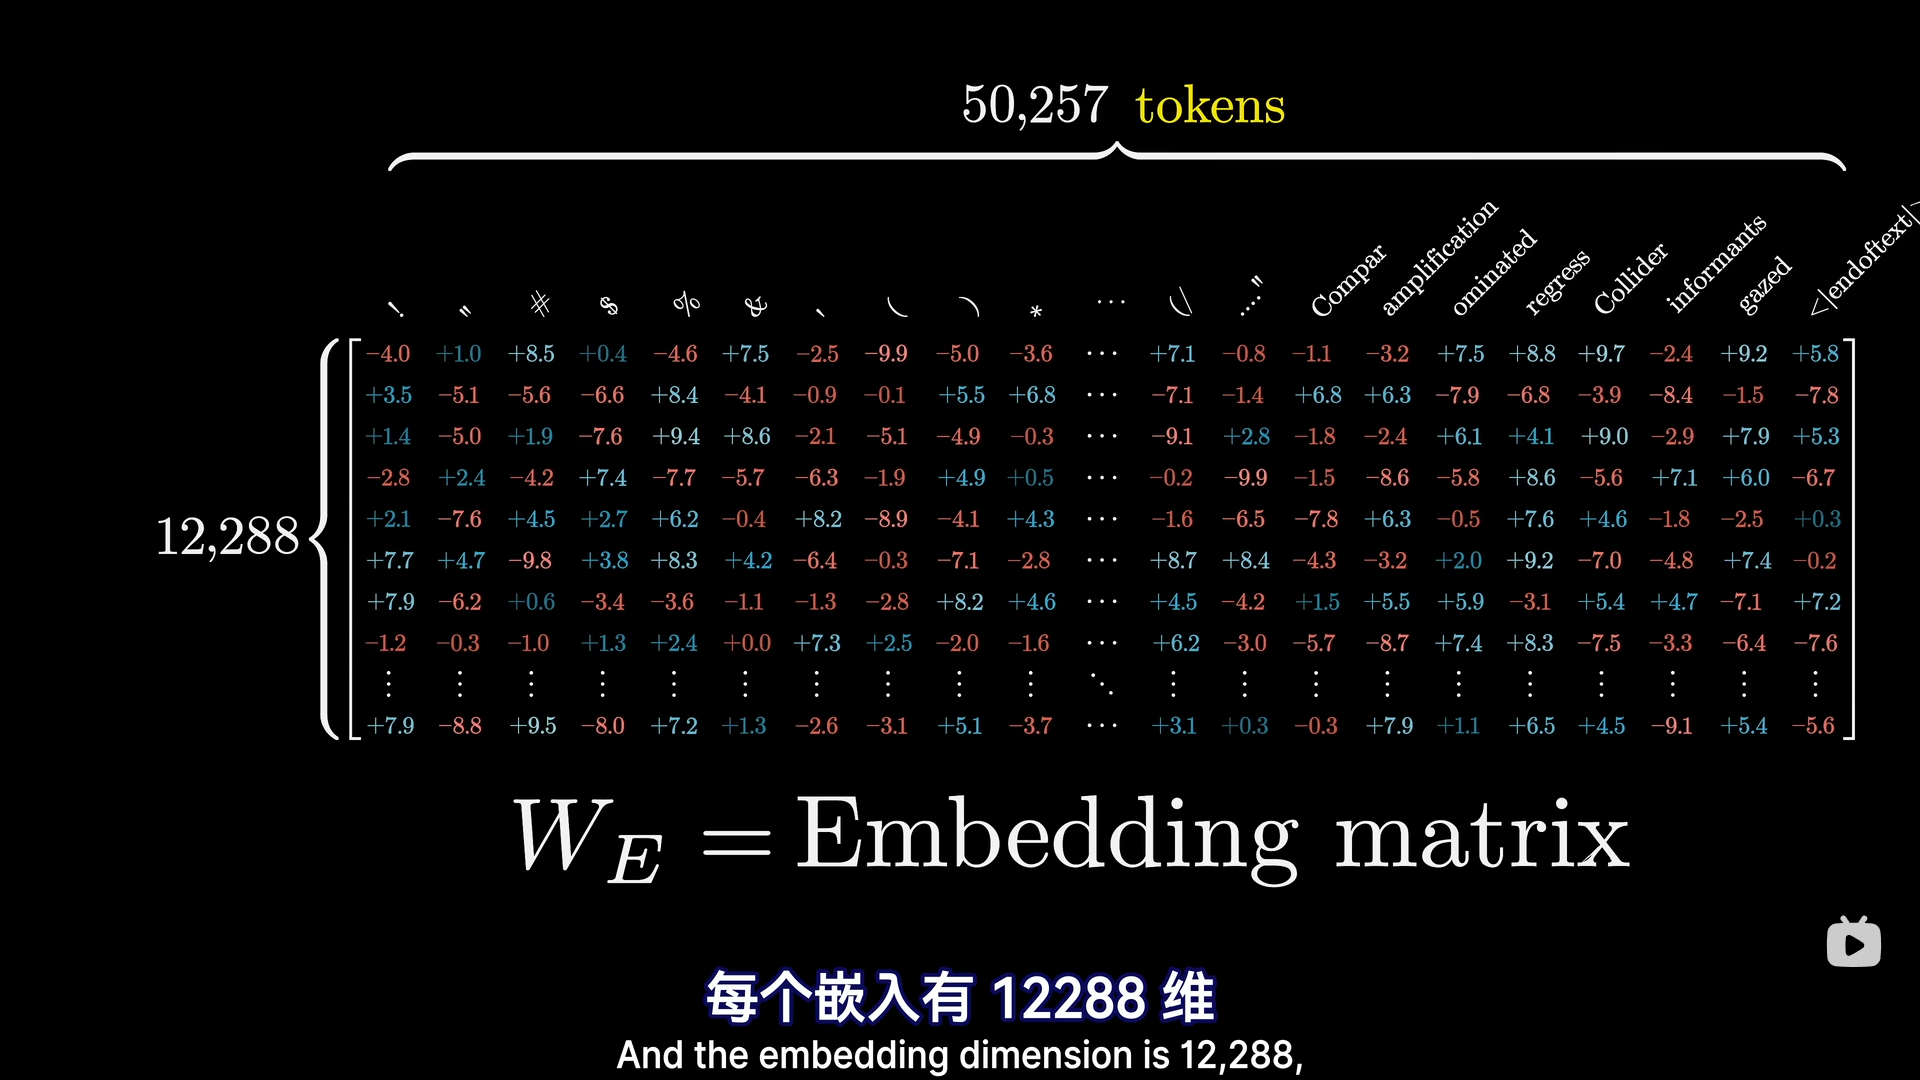 50,257 tokens
! " # $ % & ' ( ) * ⋯ (/ ...." Compar amplification ominated regress Collider informants gazed <|endoftext|>
−4.0 +1.0 +8.5 +0.4 −4.6 +7.5 −2.5 −9.9 −5.0 −3.6 ⋯ +7.1 −0.8 −1.1 −3.2 +7.5 +8.8 +9.7 −2.4 +9.2 +5.8
+3.5 −5.1 −5.6 −6.6 +8.4 −4.1 −0.9 −0.1 +5.5 +6.8 ⋯ −7.1 −1.4 +6.8 +6.3 −7.9 −6.8 −3.9 −8.4 −1.5 −7.8
+1.4 −5.0 +1.9 −7.6 +9.4 +8.6 −2.1 −5.1 −4.9 −0.3 ⋯ −9.1 +2.8 −1.8 −2.4 +6.1 +4.1 +9.0 −2.9 +7.9 +5.3
−2.8 +2.4 −4.2 +7.4 −7.7 −5.7 −6.3 −1.9 +4.9 +0.5 ⋯ −0.2 −9.9 −1.5 −8.6 −5.8 +8.6 −5.6 +7.1 +6.0 −6.7
12,288
+2.1 −7.6 +4.5 +2.7 +6.2 −0.4 +8.2 −8.9 −4.1 +4.3 ⋯ −1.6 −6.5 −7.8 +6.3 −0.5 +7.6 +4.6 −1.8 −2.5 +0.3
+7.7 +4.7 −9.8 +3.8 +8.3 +4.2 −6.4 −0.3 −7.1 −2.8 ⋯ +8.7 +8.4 −4.3 −3.2 +2.0 +9.2 −7.0 −4.8 +7.4 −0.2
+7.9 −6.2 +0.6 −3.4 −3.6 −1.1 −1.3 −2.8 +8.2 +4.6 ⋯ +4.5 −4.2 +1.5 +5.5 +5.9 −3.1 +5.4 +4.7 −7.1 +7.2
−1.2 −0.3 −1.0 +1.3 +2.4 +0.0 +7.3 +2.5 −2.0 −1.6 ⋯ +6.2 −3.0 −5.7 −8.7 +7.4 +8.3 −7.5 −3.3 −6.4 −7.6
⋮ ⋮ ⋮ ⋮ ⋮ ⋮ ⋮ ⋮ ⋮ ⋮ ⋱ ⋮ ⋮ ⋮ ⋮ ⋮ ⋮ ⋮ ⋮ ⋮ ⋮
+7.9 −8.8 +9.5 −8.0 +7.2 +1.3 −2.6 −3.1 +5.1 −3.7 ⋯ +3.1 +0.3 −0.3 +7.9 +1.1 +6.5 +4.5 −9.1 +5.4 −5.6
W_E = Embedding matrix
每个嵌入有 12288 维
And the embedding dimension is 12,288,